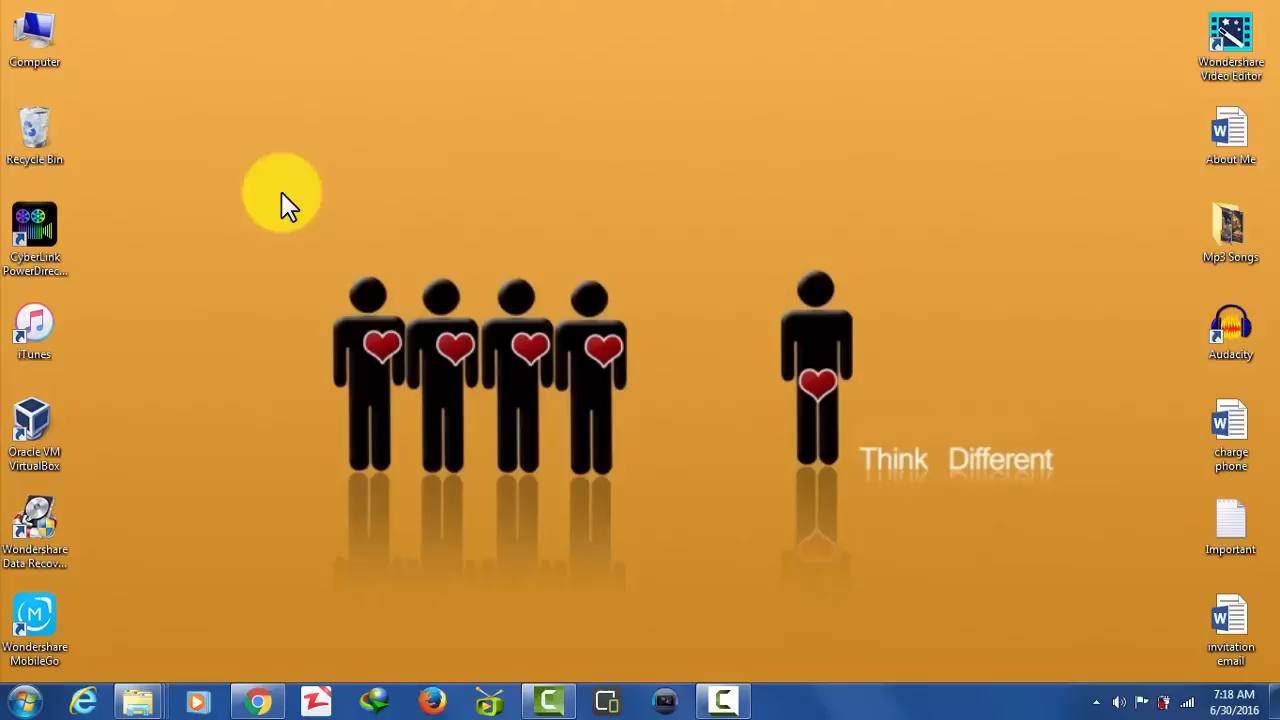 Computer
Recycle Bin
CyberLink
PowerDirec...
iTunes
Oracle VM
VirtualBox
Wondershare
Data Recov...
Wondershare
MobileGo
Think Different
Wondershare
Video Editor
W
About Me
Mp3 Songs
Audacity
W
charge
phone
Important
W
invitation
email
M
7:18 AM
6/30/2016